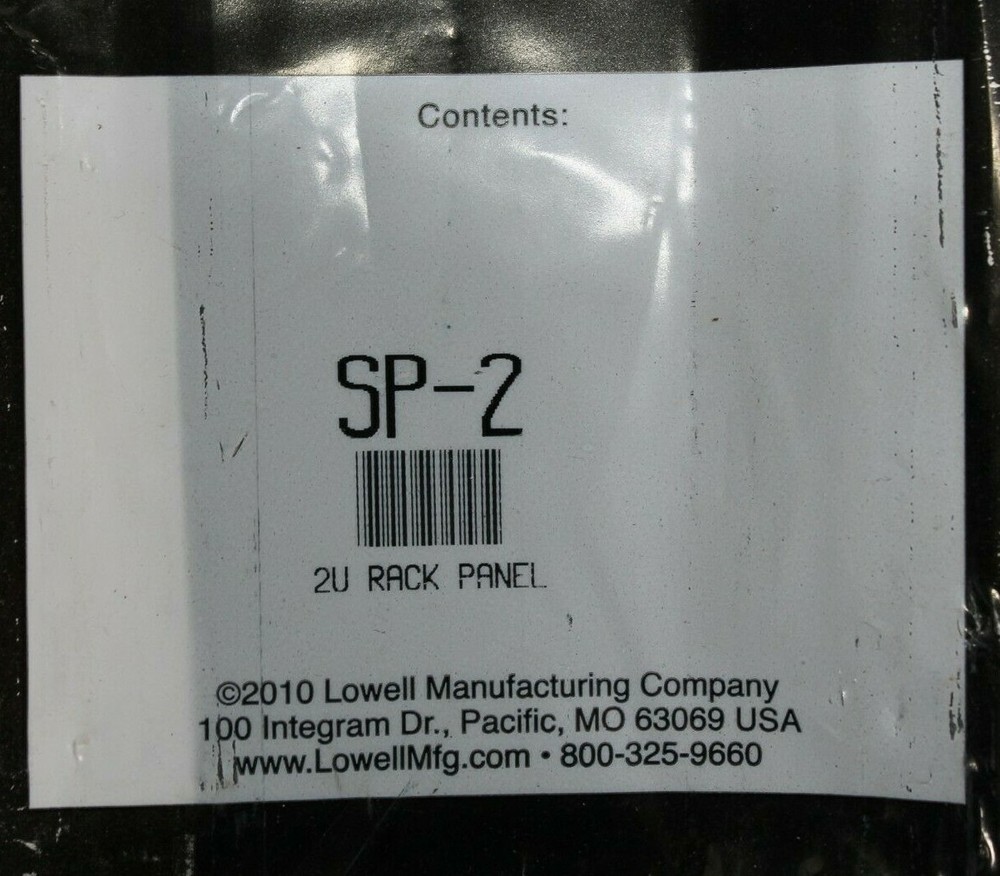 Contents:
SP-2
2U RACK PANEL
©2010 Lowell Manufacturing Company
100 Integram Dr., Pacific, MO 63069 USA
www.LowellMfg.com • 800-325-9660